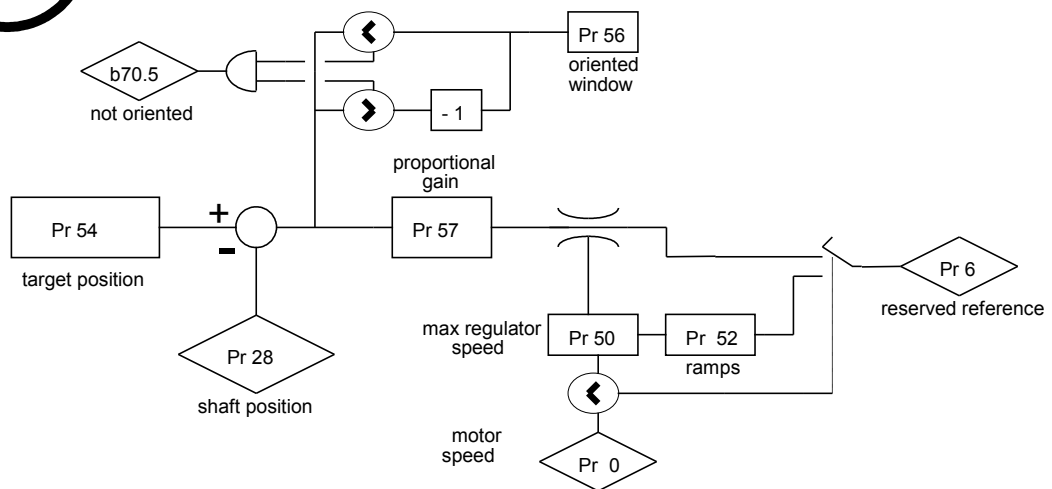 Pr 56
oriented
window
b70.5
not oriented
- 1
proportional
gain
+
Pr 54
-
Pr 57
target position
Pr 6
reserved reference
Pr 28
shaft position
max regulator
speed
Pr 50
Pr 52
ramps
motor
speed
Pr 0